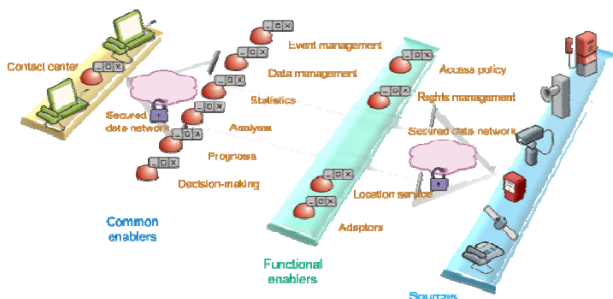 Event management
Contact center
Data management
Access policy
Statistics
Rights management
Secured
data network
Analysis
Secured data network
Prognosis
Decision-making
Location service
Common
enablers
Adaptors
Functional
enablers
Sources